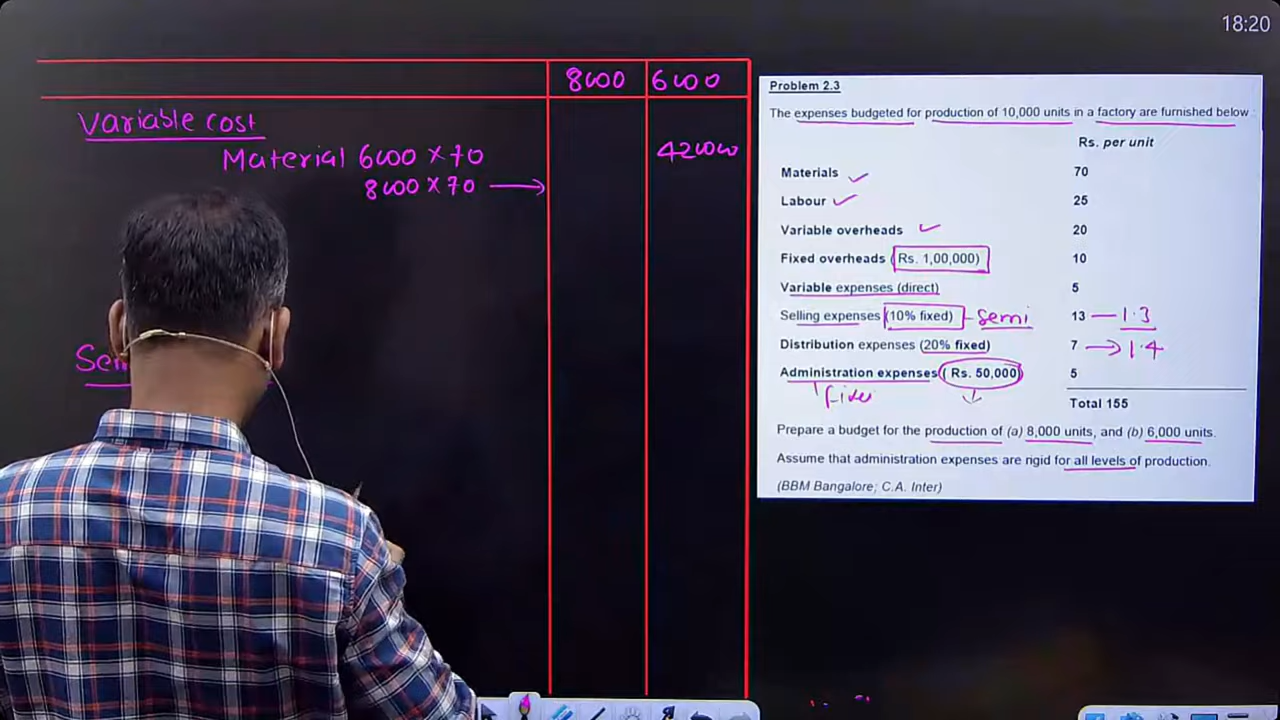 18:20
8000 6000
Variable cost
Material 6000 × 70 420000
8000 × 70 →
Problem 2.3
The expenses budgeted for production of 10,000 units in a factory are furnished below :
Rs. per unit
Materials 70
Labour 25
Variable overheads 20
Fixed overheads (Rs. 1,00,000) 10
Variable expenses (direct) 5
Selling expenses (10% fixed) - Semi 13 — 1.3
Distribution expenses (20% fixed) 7 → 1.4
Administration expenses ( Rs. 50,000) 5
Total 155
Prepare a budget for the production of (a) 8,000 units, and (b) 6,000 units.
Assume that administration expenses are rigid for all levels of production.
(BBM Bangalore; C.A. Inter)